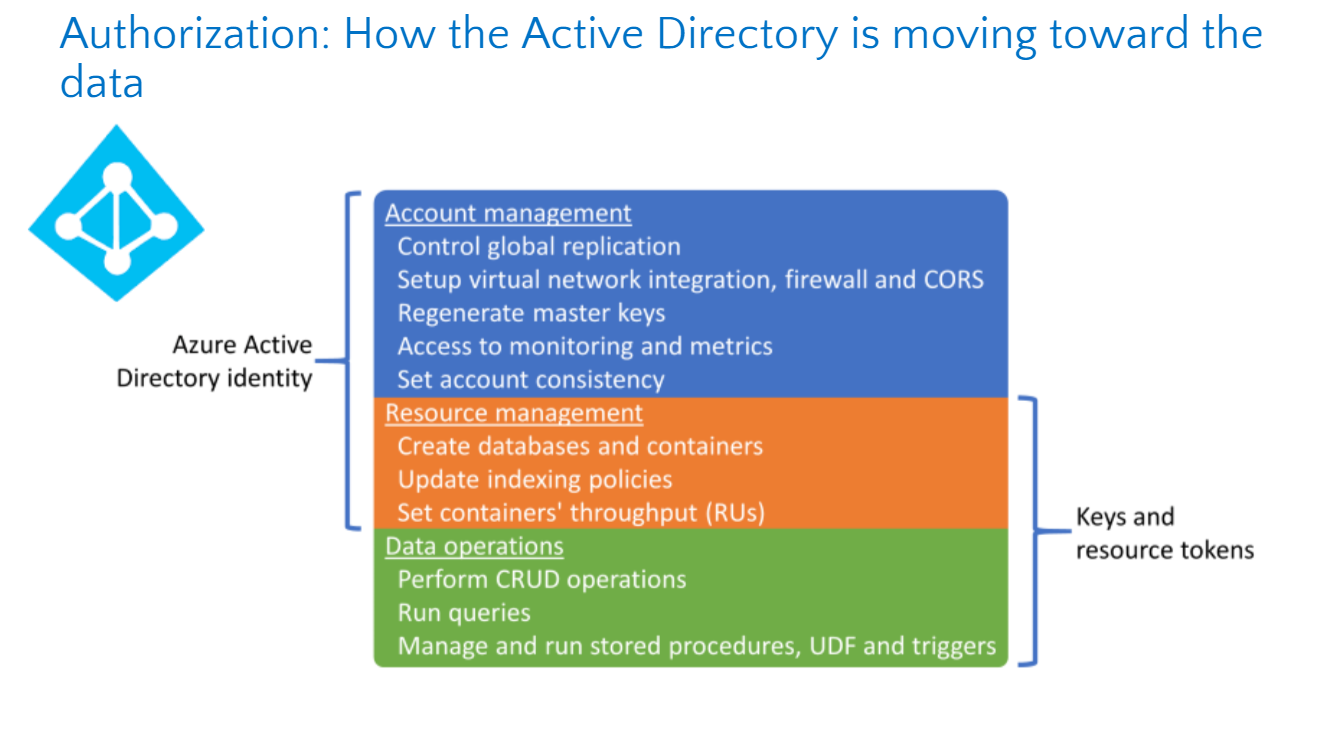 Authorization: How the Active Directory is moving toward the
data
Account management
Control global replication
Setup virtual network integration, firewall and CORS
Regenerate master keys
Access to monitoring and metrics
Set account consistency
Azure Active
Directory identity
Resource management
Create databases and containers
Update indexing policies
Set containers' throughput (RUs)
Data operations
Perform CRUD operations
Run queries
Manage and run stored procedures, UDF and triggers
Keys and
resource tokens